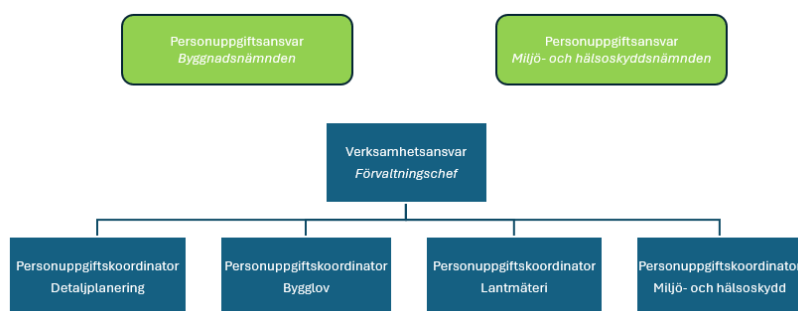 Personuppgiftsansvar
Byggnadsnämnden
Personuppgiftsansvar
Miljö- och hälsoskyddsnämnden
Verksamhetsansvar
Förvaltningschef
Personuppgiftskoordinator
Detaljplanering
Personuppgiftskoordinator
Bygglov
Personuppgiftskoordinator
Lantmäteri
Personuppgiftskoordinator
Miljö- och hälsoskydd